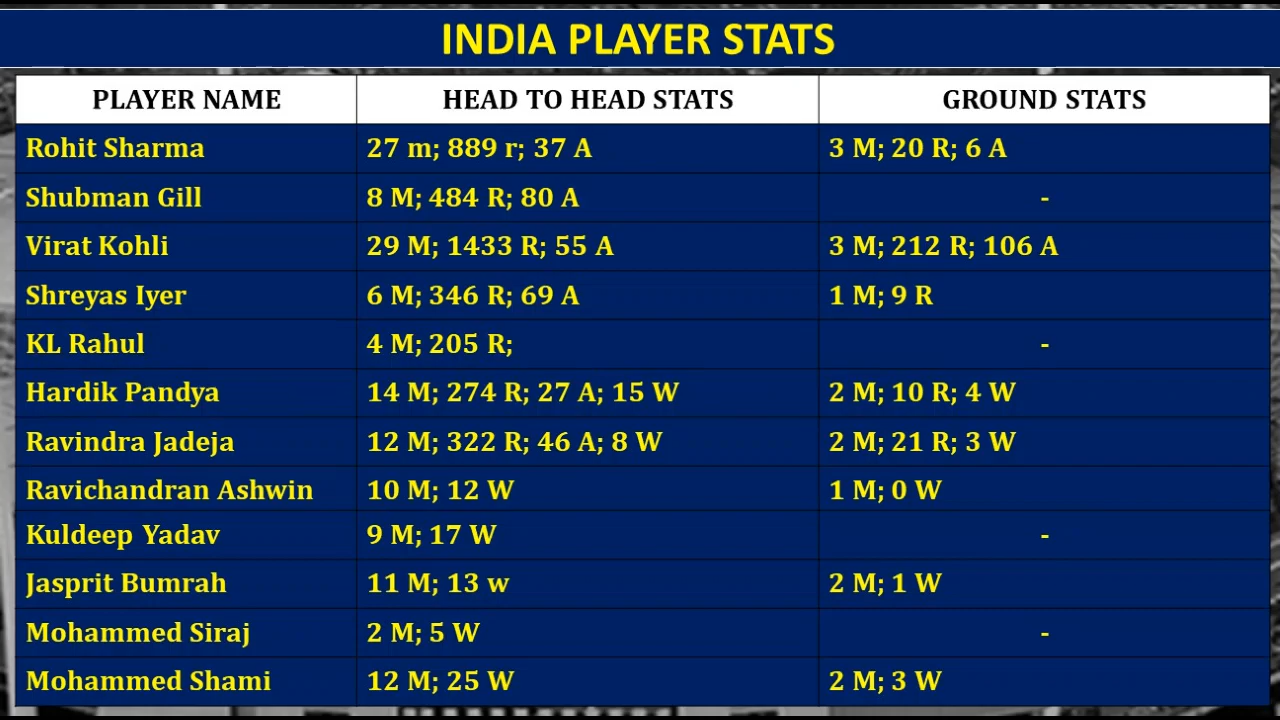 INDIA PLAYER STATS
PLAYER NAME HEAD TO HEAD STATS GROUND STATS
Rohit Sharma 27 m; 889 r; 37 A 3 M; 20 R; 6 A
Shubman Gill 8 M; 484 R; 80 A -
Virat Kohli 29 M; 1433 R; 55 A 3 M; 212 R; 106 A
Shreyas Iyer 6 M; 346 R; 69 A 1 M; 9 R
KL Rahul 4 M; 205 R; -
Hardik Pandya 14 M; 274 R; 27 A; 15 W 2 M; 10 R; 4 W
Ravindra Jadeja 12 M; 322 R; 46 A; 8 W 2 M; 21 R; 3 W
Ravichandran Ashwin 10 M; 12 W 1 M; 0 W
Kuldeep Yadav 9 M; 17 W -
Jasprit Bumrah 11 M; 13 w 2 M; 1 W
Mohammed Siraj 2 M; 5 W -
Mohammed Shami 12 M; 25 W 2 M; 3 W